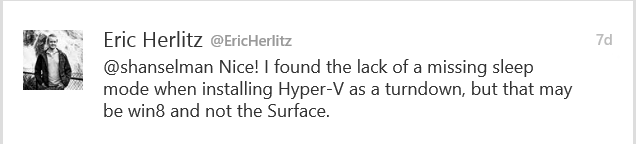 Eric Herlitz @EricHerlitz 7d
@shanselman Nice! I found the lack of a missing sleep
mode when installing Hyper-V as a turndown, but that may
be win8 and not the Surface.